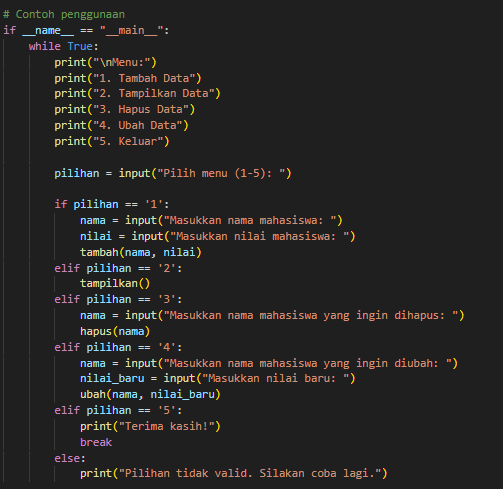 # Contoh penggunaan
if __name__ == "__main__":
    while True:
        print("\nMenu:")
        print("1. Tambah Data")
        print("2. Tampilkan Data")
        print("3. Hapus Data")
        print("4. Ubah Data")
        print("5. Keluar")

        pilihan = input("Pilih menu (1-5): ")

        if pilihan == '1':
            nama = input("Masukkan nama mahasiswa: ")
            nilai = input("Masukkan nilai mahasiswa: ")
            tambah(nama, nilai)
        elif pilihan == '2':
            tampilkan()
        elif pilihan == '3':
            nama = input("Masukkan nama mahasiswa yang ingin dihapus: ")
            hapus(nama)
        elif pilihan == '4':
            nama = input("Masukkan nama mahasiswa yang ingin diubah: ")
            nilai_baru = input("Masukkan nilai baru: ")
            ubah(nama, nilai_baru)
        elif pilihan == '5':
            print("Terima kasih!")
            break
        else:
            print("Pilihan tidak valid. Silakan coba lagi.")